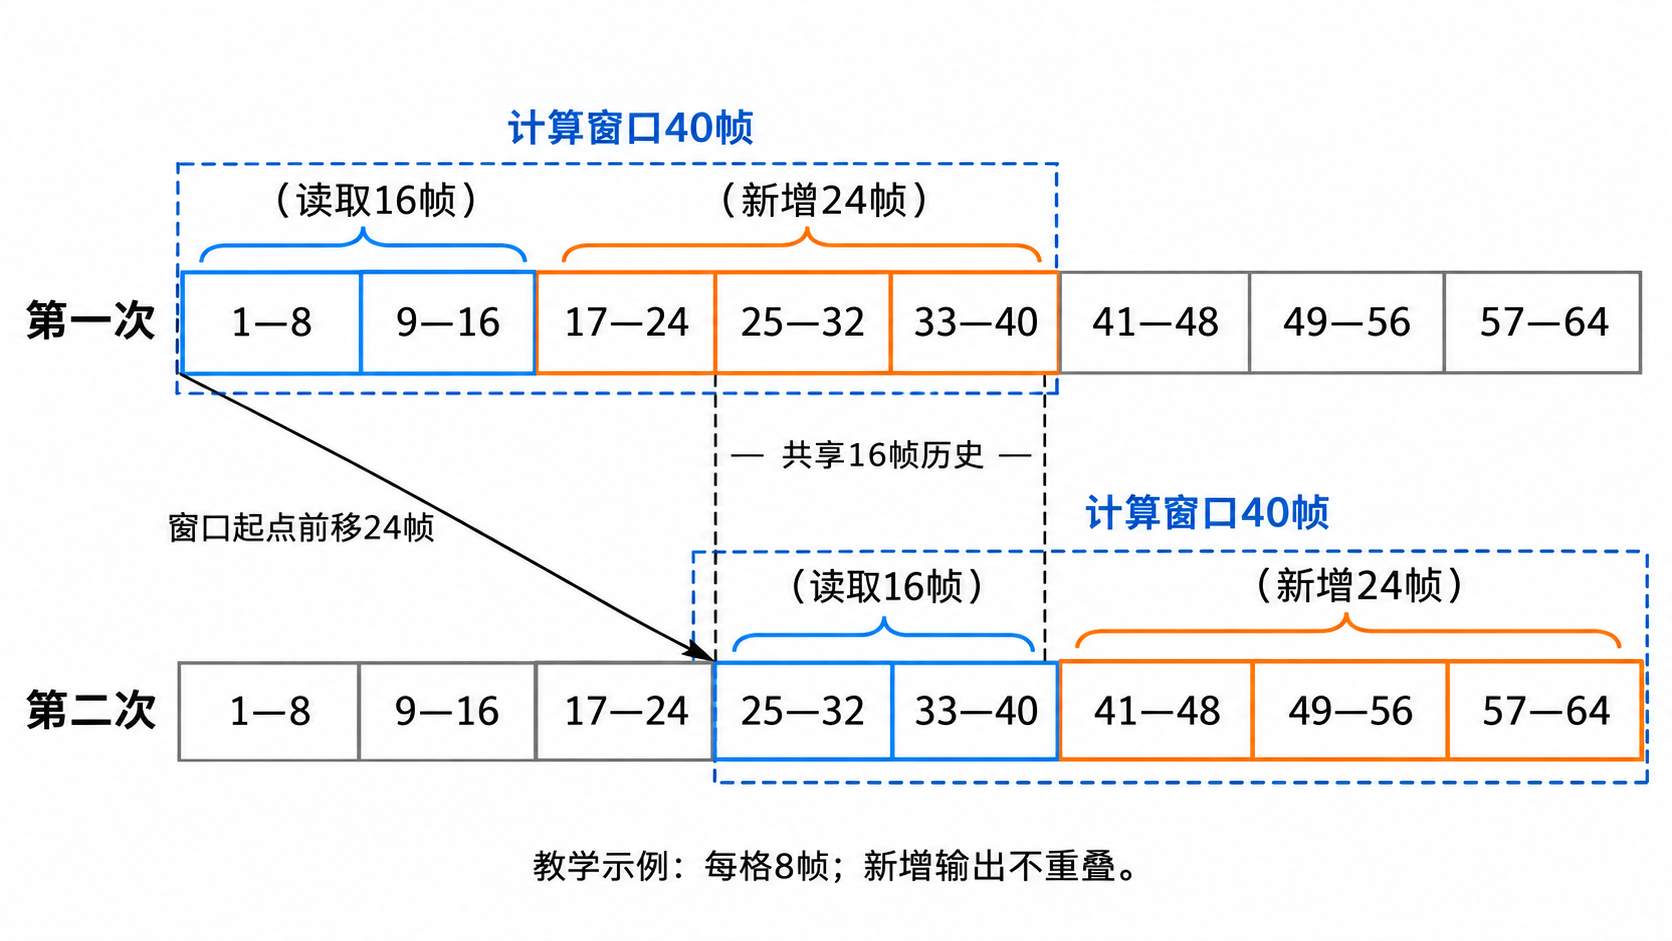 计算窗口40帧
（读取16帧）
（新增24帧）
第一次
1—8
9—16
17—24
25—32
33—40
41—48
49—56
57—64
— 共享16帧历史 —
窗口起点前移24帧
计算窗口40帧
（读取16帧）
（新增24帧）
第二次
1—8
9—16
17—24
25—32
33—40
41—48
49—56
57—64
教学示例：每格8帧；新增输出不重叠。